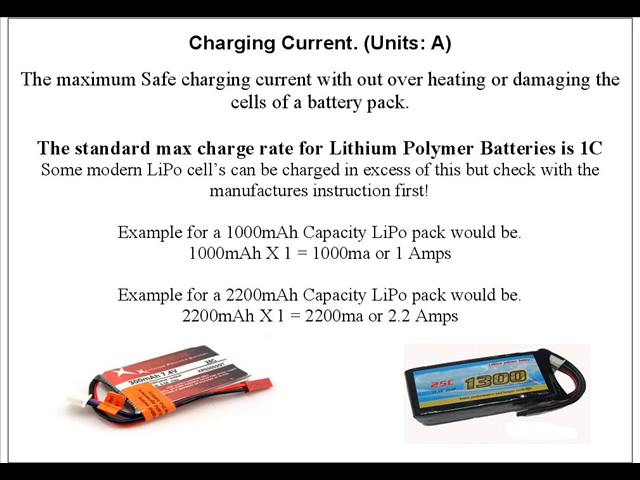 Charging Current. (Units: A)
The maximum Safe charging current with out over heating or damaging the
cells of a battery pack.
The standard max charge rate for Lithium Polymer Batteries is 1C
Some modern LiPo cell's can be charged in excess of this but check with the
manufactures instruction first!
Example for a 1000mAh Capacity LiPo pack would be.
1000mAh X 1 = 1000ma or 1 Amps
Example for a 2200mAh Capacity LiPo pack would be.
2200mAh X 1 = 2200ma or 2.2 Amps
300mAh 7.4V
25C
1300